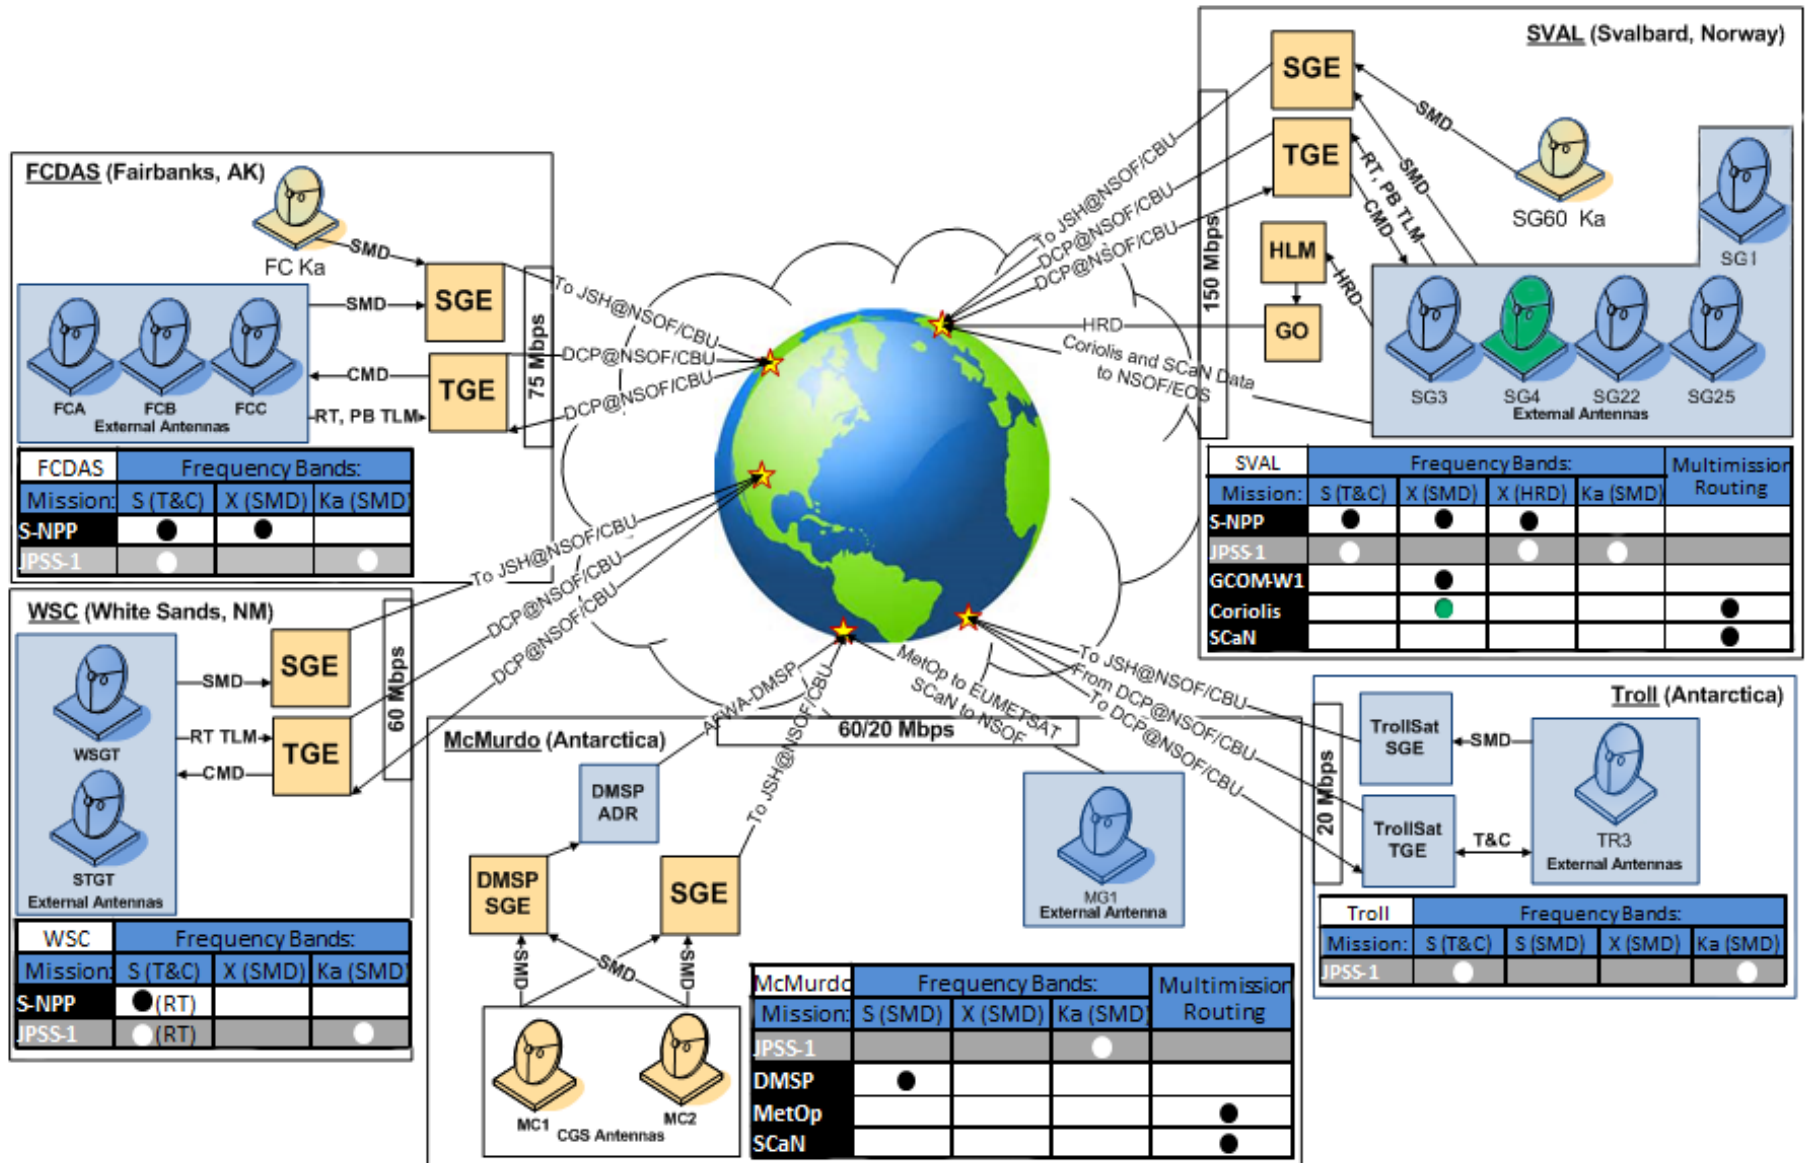 FCDAS (Fairbanks, AK)
FC Ka
SMD
SGE
SMD
TGE
CMD
RT, PB TLM
FCA
FCB
FCC
External Antennas
75 Mbps
To JSH@NSOF/CBU
DCP@NSOF/CBU
DCP@NSOF/CBU
FCDAS
Frequency Bands:
Mission:
S (T&C)
X (SMD)
Ka (SMD)
S-NPP
JPSS-1
WSC (White Sands, NM)
SGE
SMD
WSGT
RT TLM
TGE
CMD
STGT
External Antennas
60 Mbps
To JSH@NSOF/CBU
DCP@NSOF/CBU
DCP@NSOF/CBU
WSC
Frequency Bands:
Mission:
S (T&C)
X (SMD)
Ka (SMD)
S-NPP
(RT)
JPSS-1
(RT)
McMurdo (Antarctica)
60/20 Mbps
AFWA-DMSP
To JSH@NSOF/CBU
MetOp to EUMETSAT
SCaN to NSOF
DMSP
ADR
DMSP
SGE
SGE
SMD
SMD
SMD
MC1
MC2
CGS Antennas
MG1
External Antenna
McMurdo
Frequency Bands:
Multimission
Routing
Mission:
S (SMD)
X (SMD)
Ka (SMD)
JPSS-1
DMSP
MetOp
SCaN
SVAL (Svalbard, Norway)
150 Mbps
SGE
TGE
SMD
SG60 Ka
SMD
RT, PB TLM
CMD
SG1
HLM
HRD
GO
SG3
SG4
SG22
SG25
External Antennas
To JSH@NSOF/CBU
DCP@NSOF/CBU
DCP@NSOF/CBU
HRD
Coriolis and SCaN Data
to NSOF/EOS
SVAL
Frequency Bands:
Multimission
Routing
Mission:
S (T&C)
X (SMD)
X (HRD)
Ka (SMD)
S-NPP
JPSS-1
GCOM-W1
Coriolis
SCaN
Troll (Antarctica)
20 Mbps
To JSH@NSOF/CBU
From DCP@NSOF/CBU
To DCP@NSOF/CBU
TrollSat
SGE
SMD
TrollSat
TGE
T&C
TR3
External Antennas
Troll
Frequency Bands:
Mission:
S (T&C)
S (SMD)
X (SMD)
Ka (SMD)
JPSS-1